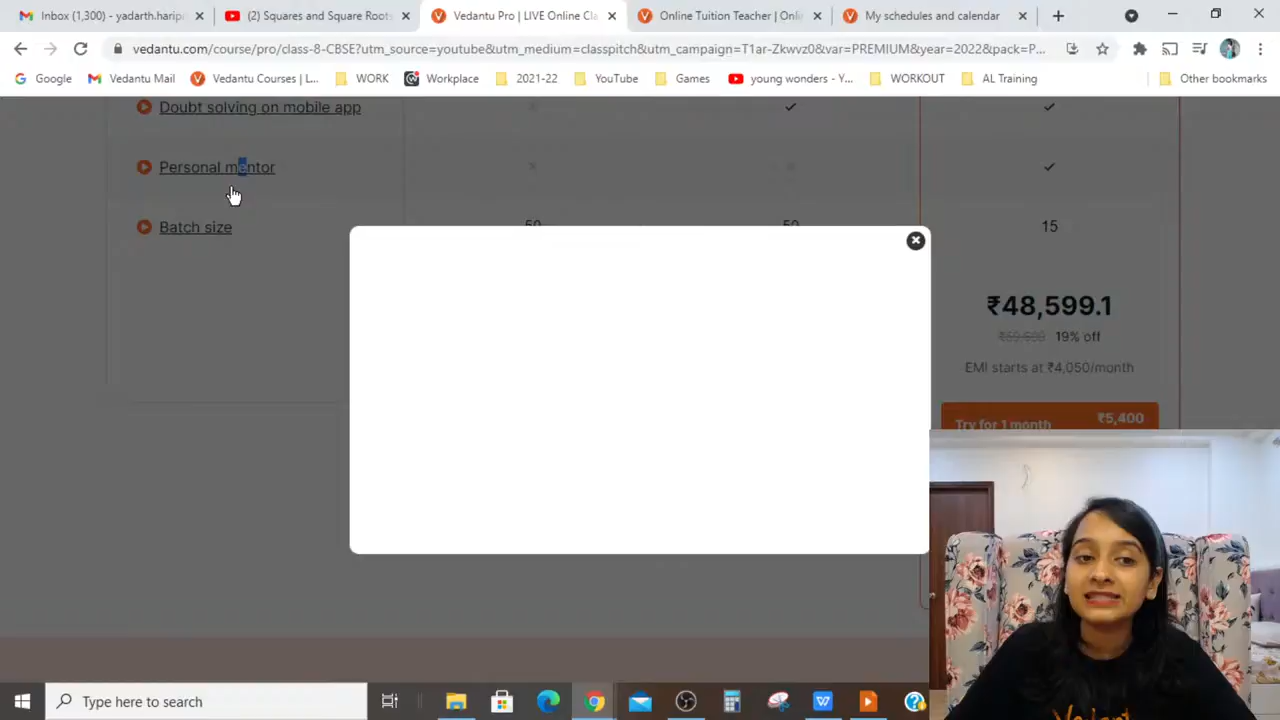 Inbox (1,300) - yadarth.haripr
(2) Squares and Square Roots
Vedantu Pro | LIVE Online Cla
Online Tuition Teacher | Onli
My schedules and calendar
vedantu.com/course/pro/class-8-CBSE?utm_source=youtube&utm_medium=classpitch&utm_campaign=T1ar-Zkwvz0&var=PREMIUM&year=2022&pack=P...
Google
Vedantu Mail
Vedantu Courses | L...
WORK
Workplace
2021-22
YouTube
Games
young wonders - Y...
WORKOUT
AL Training
Other bookmarks
Doubt solving on mobile app
Personal mentor
Batch size
50
50
15
₹48,599.1
19% off
EMI starts at ₹4,050/month
Try for 1 month
₹5,400
Type here to search